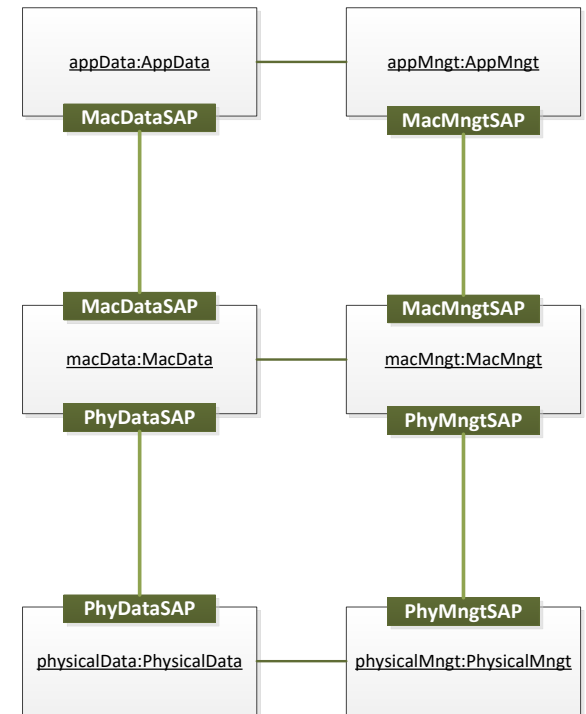 appData:AppData
appMngt:AppMngt
MacDataSAP
MacMngtSAP
MacDataSAP
MacMngtSAP
macData:MacData
macMngt:MacMngt
PhyDataSAP
PhyMngtSAP
PhyDataSAP
PhyMngtSAP
physicalData:PhysicalData
physicalMngt:PhysicalMngt